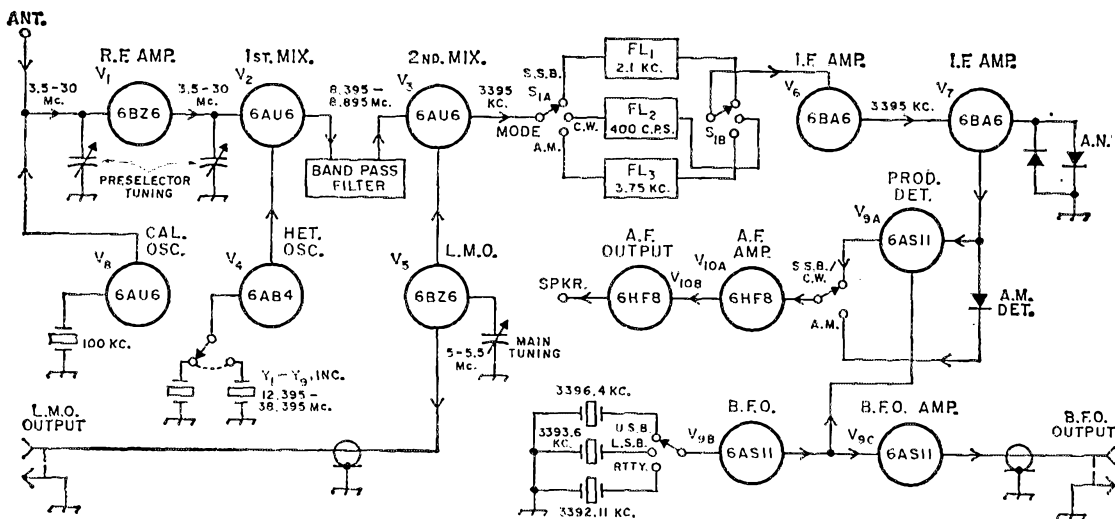 ANT.
R.F. AMP.
V1
6BZ6
3.5-30
Mc.
3.5-30
Mc.
PRESELECTOR
TUNING
1ST. MIX.
V2
6AU6
8.395-
8.895 Mc.
BAND PASS
FILTER
2ND. MIX.
V3
6AU6
3395
KC.
S.S.B.
S1A
MODE
C.W.
A.M.
FL1
2.1 KC.
FL2
400 C.P.S.
FL3
3.75 KC.
S1B
I.F. AMP.
V6
6BA6
3395 KC.
I.F. AMP.
V7
6BA6
A.N.
CAL.
OSC.
V8
6AU6
100 KC.
HET.
OSC.
V4
6AB4
Y1-Y9, INC.
12.395-
38.395 Mc.
L.M.O.
V5
6BZ6
5-5.5
Mc.
MAIN
TUNING
A.F.
OUTPUT
SPKR.
6HF8
V10B
A.F.
AMP.
V10A
6HF8
S.S.B./
C.W.
A.M.
PROD.
DET.
V9A
6AS11
A.M.
DET.
L.M.O.
OUTPUT
3396.4 KC.
U.S.B.
3393.6
KC.
L.S.B.
RTTY.
3392.11 KC.
B.F.O.
V9B
6AS11
B.F.O. AMP.
V9C
6AS11
B.F.O.
OUTPUT